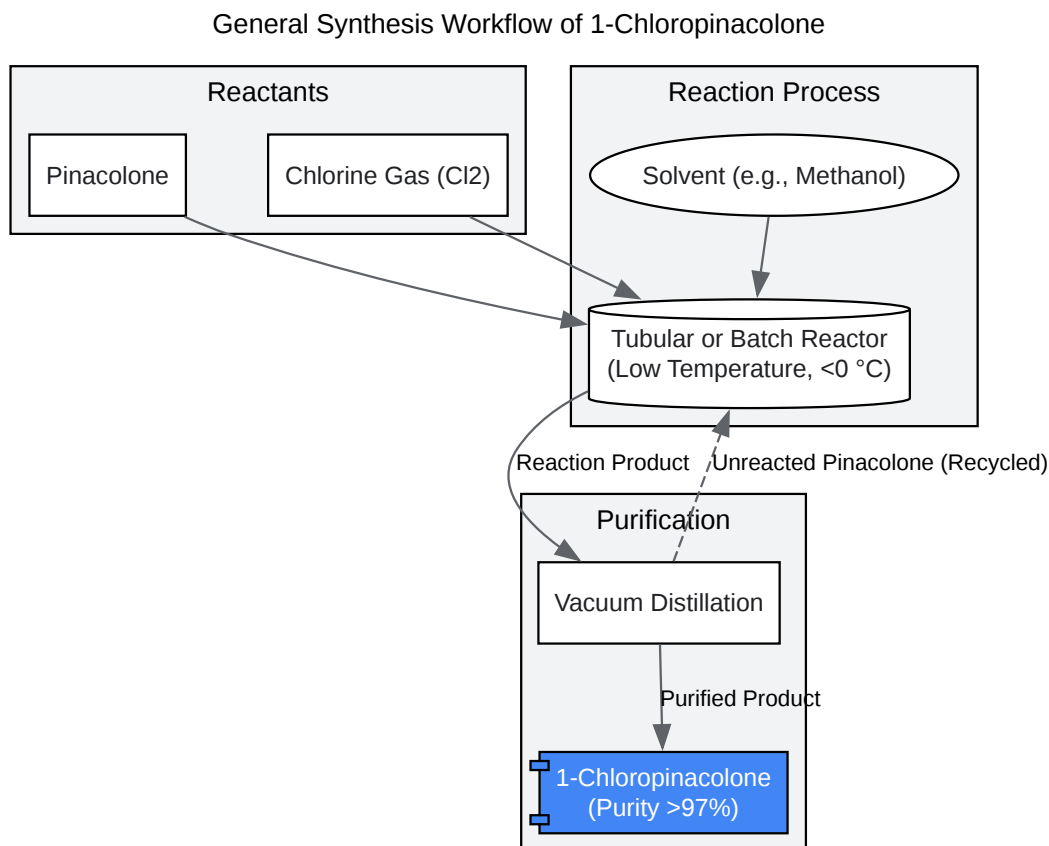 General Synthesis Workflow of 1-Chloropinacolone
Reactants
Pinacolone
Chlorine Gas (Cl2)
Reaction Process
Solvent (e.g., Methanol)
Tubular or Batch Reactor
(Low Temperature, <0 °C)
Reaction Product
Unreacted Pinacolone (Recycled)
Purification
Vacuum Distillation
Purified Product
1-Chloropinacolone
(Purity >97%)